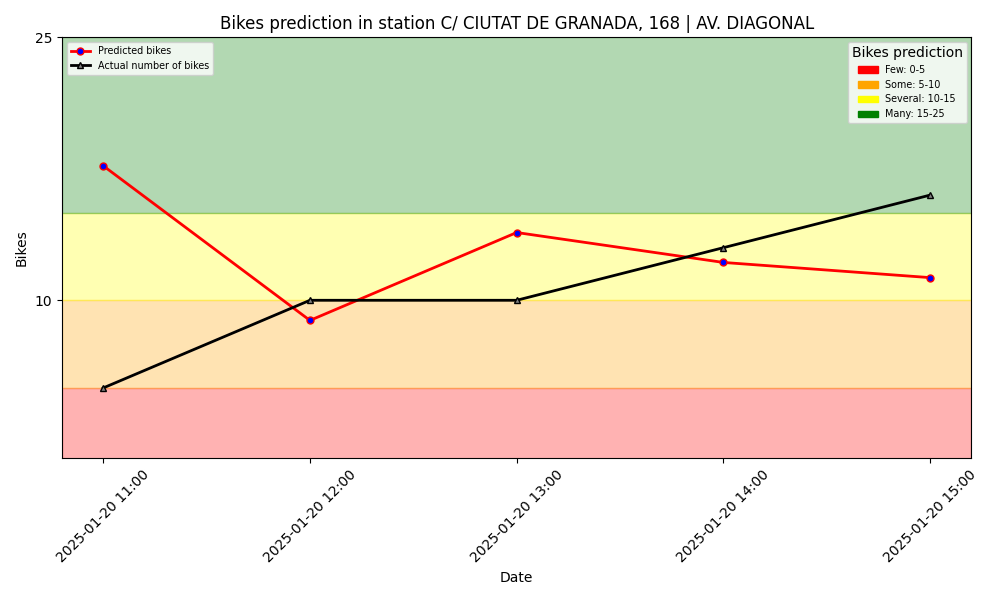 Bikes prediction in station C/ CIUTAT DE GRANADA, 168 | AV. DIAGONAL
25
Predicted bikes
Actual number of bikes
Bikes prediction
Few: 0-5
Some: 5-10
Several: 10-15
Many: 15-25
Bikes
10
2025-01-20 11:00
2025-01-20 12:00
2025-01-20 13:00
2025-01-20 14:00
2025-01-20 15:00
Date